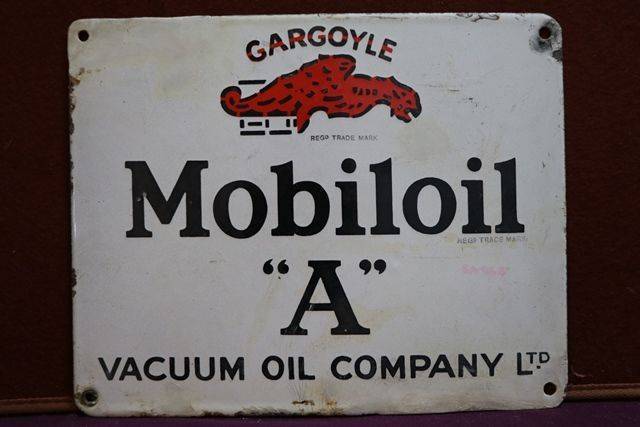 GARGOYLE
REGD TRADE MARK
Mobiloil
REGD TRADE MARK
"A"
VACUUM OIL COMPANY LTD